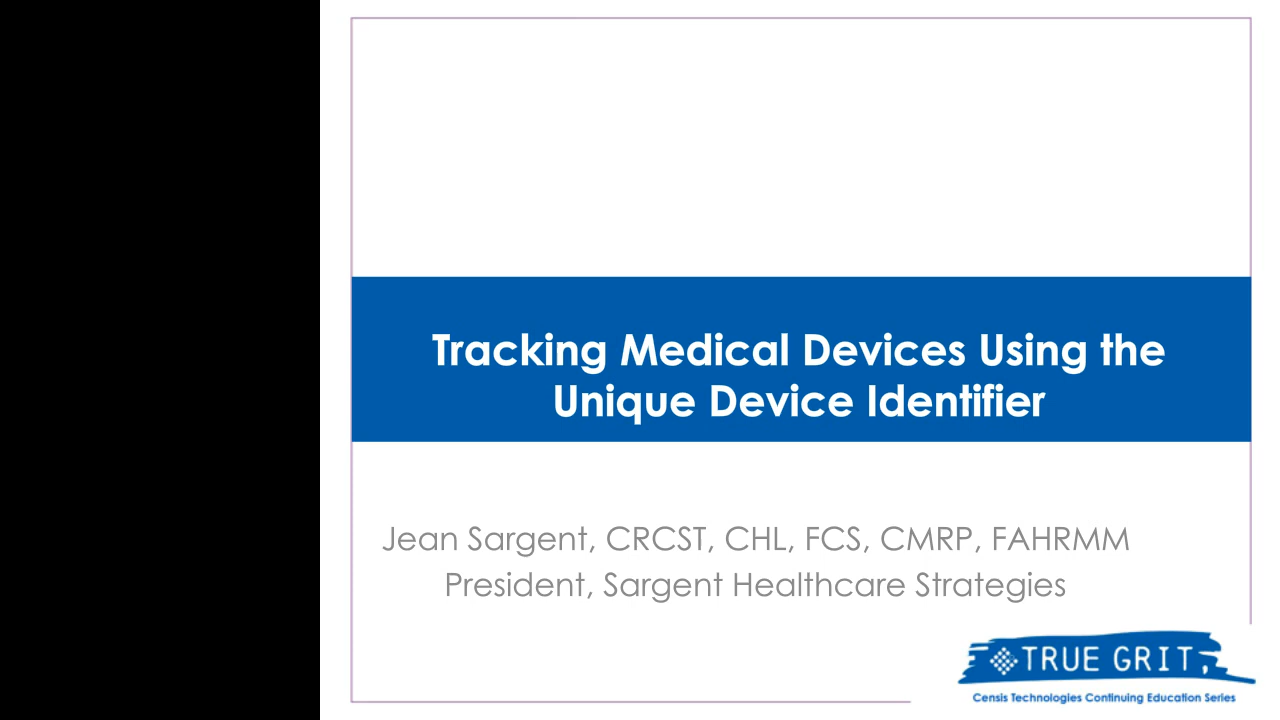 Tracking Medical Devices Using the
Unique Device Identifier
Jean Sargent, CRCST, CHL, FCS, CMRP, FAHRMM
President, Sargent Healthcare Strategies
TRUE GRIT
Censis Technologies Continuing Education Series